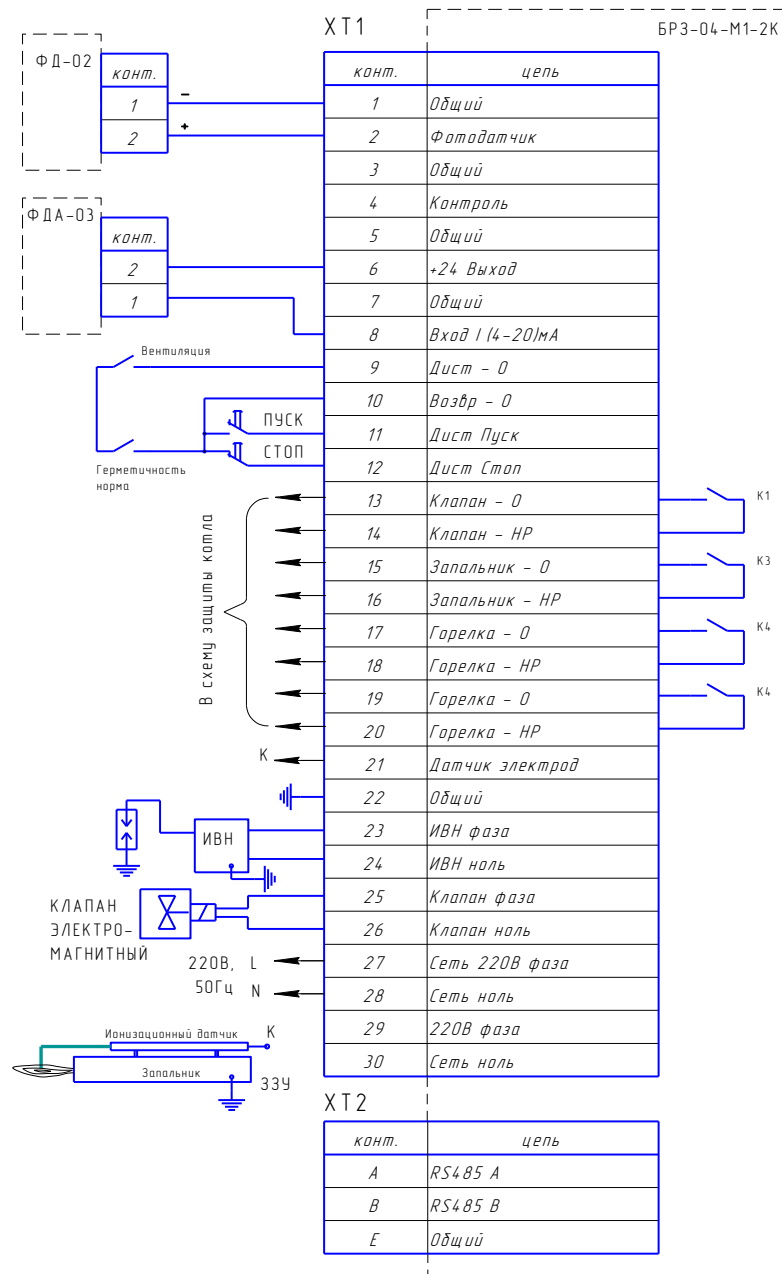 XT1
БРЗ-04-М1-2К
ФД-02
конт.
1 -
2 +
ФДА-03
конт.
2
1
Вентиляция
Герметичность
норма
ПУСК
СТОП
В схему защиты котла
К
ИВН
КЛАПАН
ЭЛЕКТРО-
МАГНИТНЫЙ
220В, L
50Гц N
Ионизационный датчик К
Запальник
ЗЗУ
конт. цепь
1 Общий
2 Фотодатчик
3 Общий
4 Контроль
5 Общий
6 +24 Выход
7 Общий
8 Вход I (4-20)мА
9 Дист - О
10 Возвр - О
11 Дист Пуск
12 Дист Стоп
13 Клапан - О
14 Клапан - НР
15 Запальник - О
16 Запальник - НР
17 Горелка - О
18 Горелка - НР
19 Горелка - О
20 Горелка - НР
21 Датчик электрод
22 Общий
23 ИВН фаза
24 ИВН ноль
25 Клапан фаза
26 Клапан ноль
27 Сеть 220В фаза
28 Сеть ноль
29 220В фаза
30 Сеть ноль
К1
К3
К4
К4
XT2
конт. цепь
A RS485 A
B RS485 B
E Общий